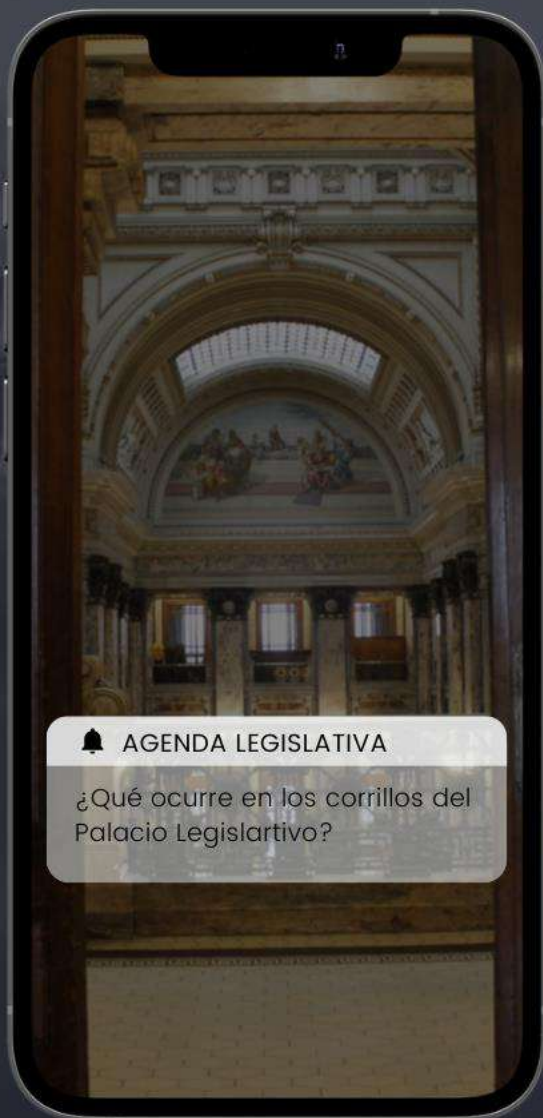 AGENDA LEGISLATIVA
¿Qué ocurre en los corrillos del
Palacio Legislartivo?